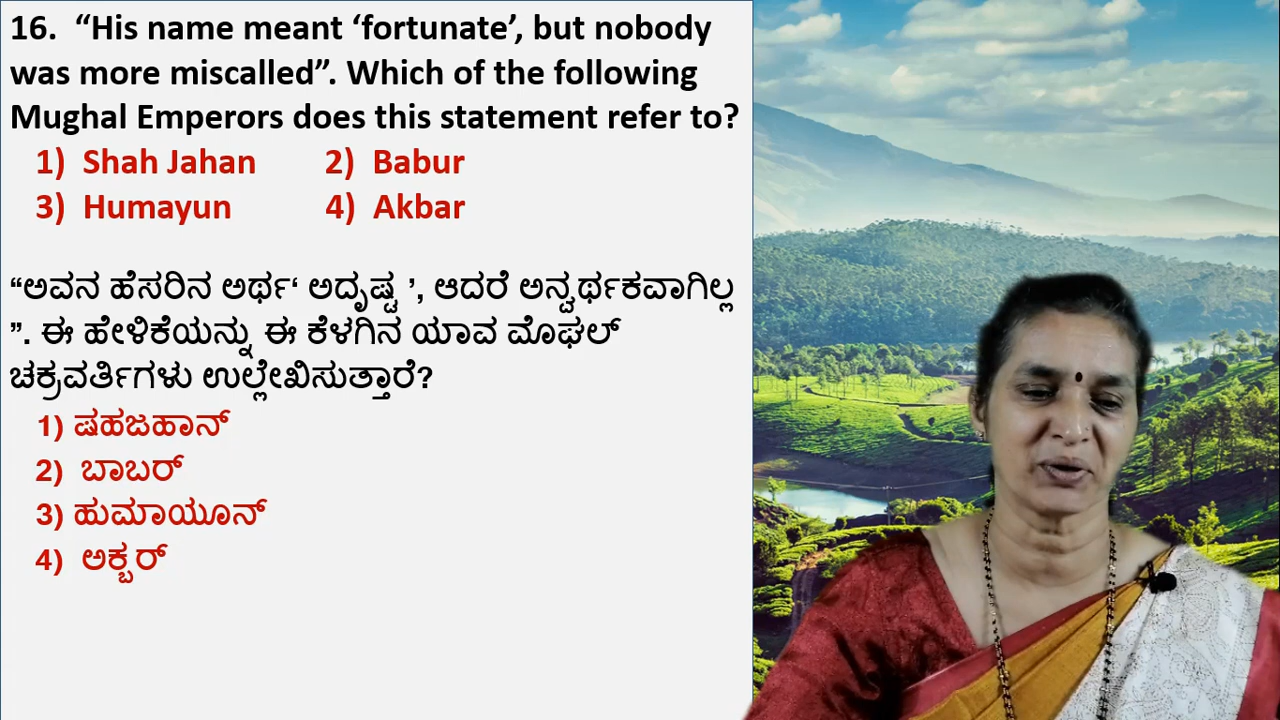 16. “His name meant ‘fortunate’, but nobody
was more miscalled”. Which of the following
Mughal Emperors does this statement refer to?
1) Shah Jahan 2) Babur
3) Humayun 4) Akbar
“ಅವನ ಹೆಸರಿನ ಅರ್ಥ‘ ಅದೃಷ್ಟ ’, ಆದರೆ ಅನ್ವರ್ಥಕವಾಗಿಲ್ಲ
”. ಈ ಹೇಳಿಕೆಯನ್ನು ಈ ಕೆಳಗಿನ ಯಾವ ಮೊಘಲ್
ಚಕ್ರವರ್ತಿಗಳು ಉಲ್ಲೇಖಿಸುತ್ತಾರೆ?
1) ಷಹಜಹಾನ್
2) ಬಾಬರ್
3) ಹುಮಾಯೂನ್
4) ಅಕ್ಬರ್